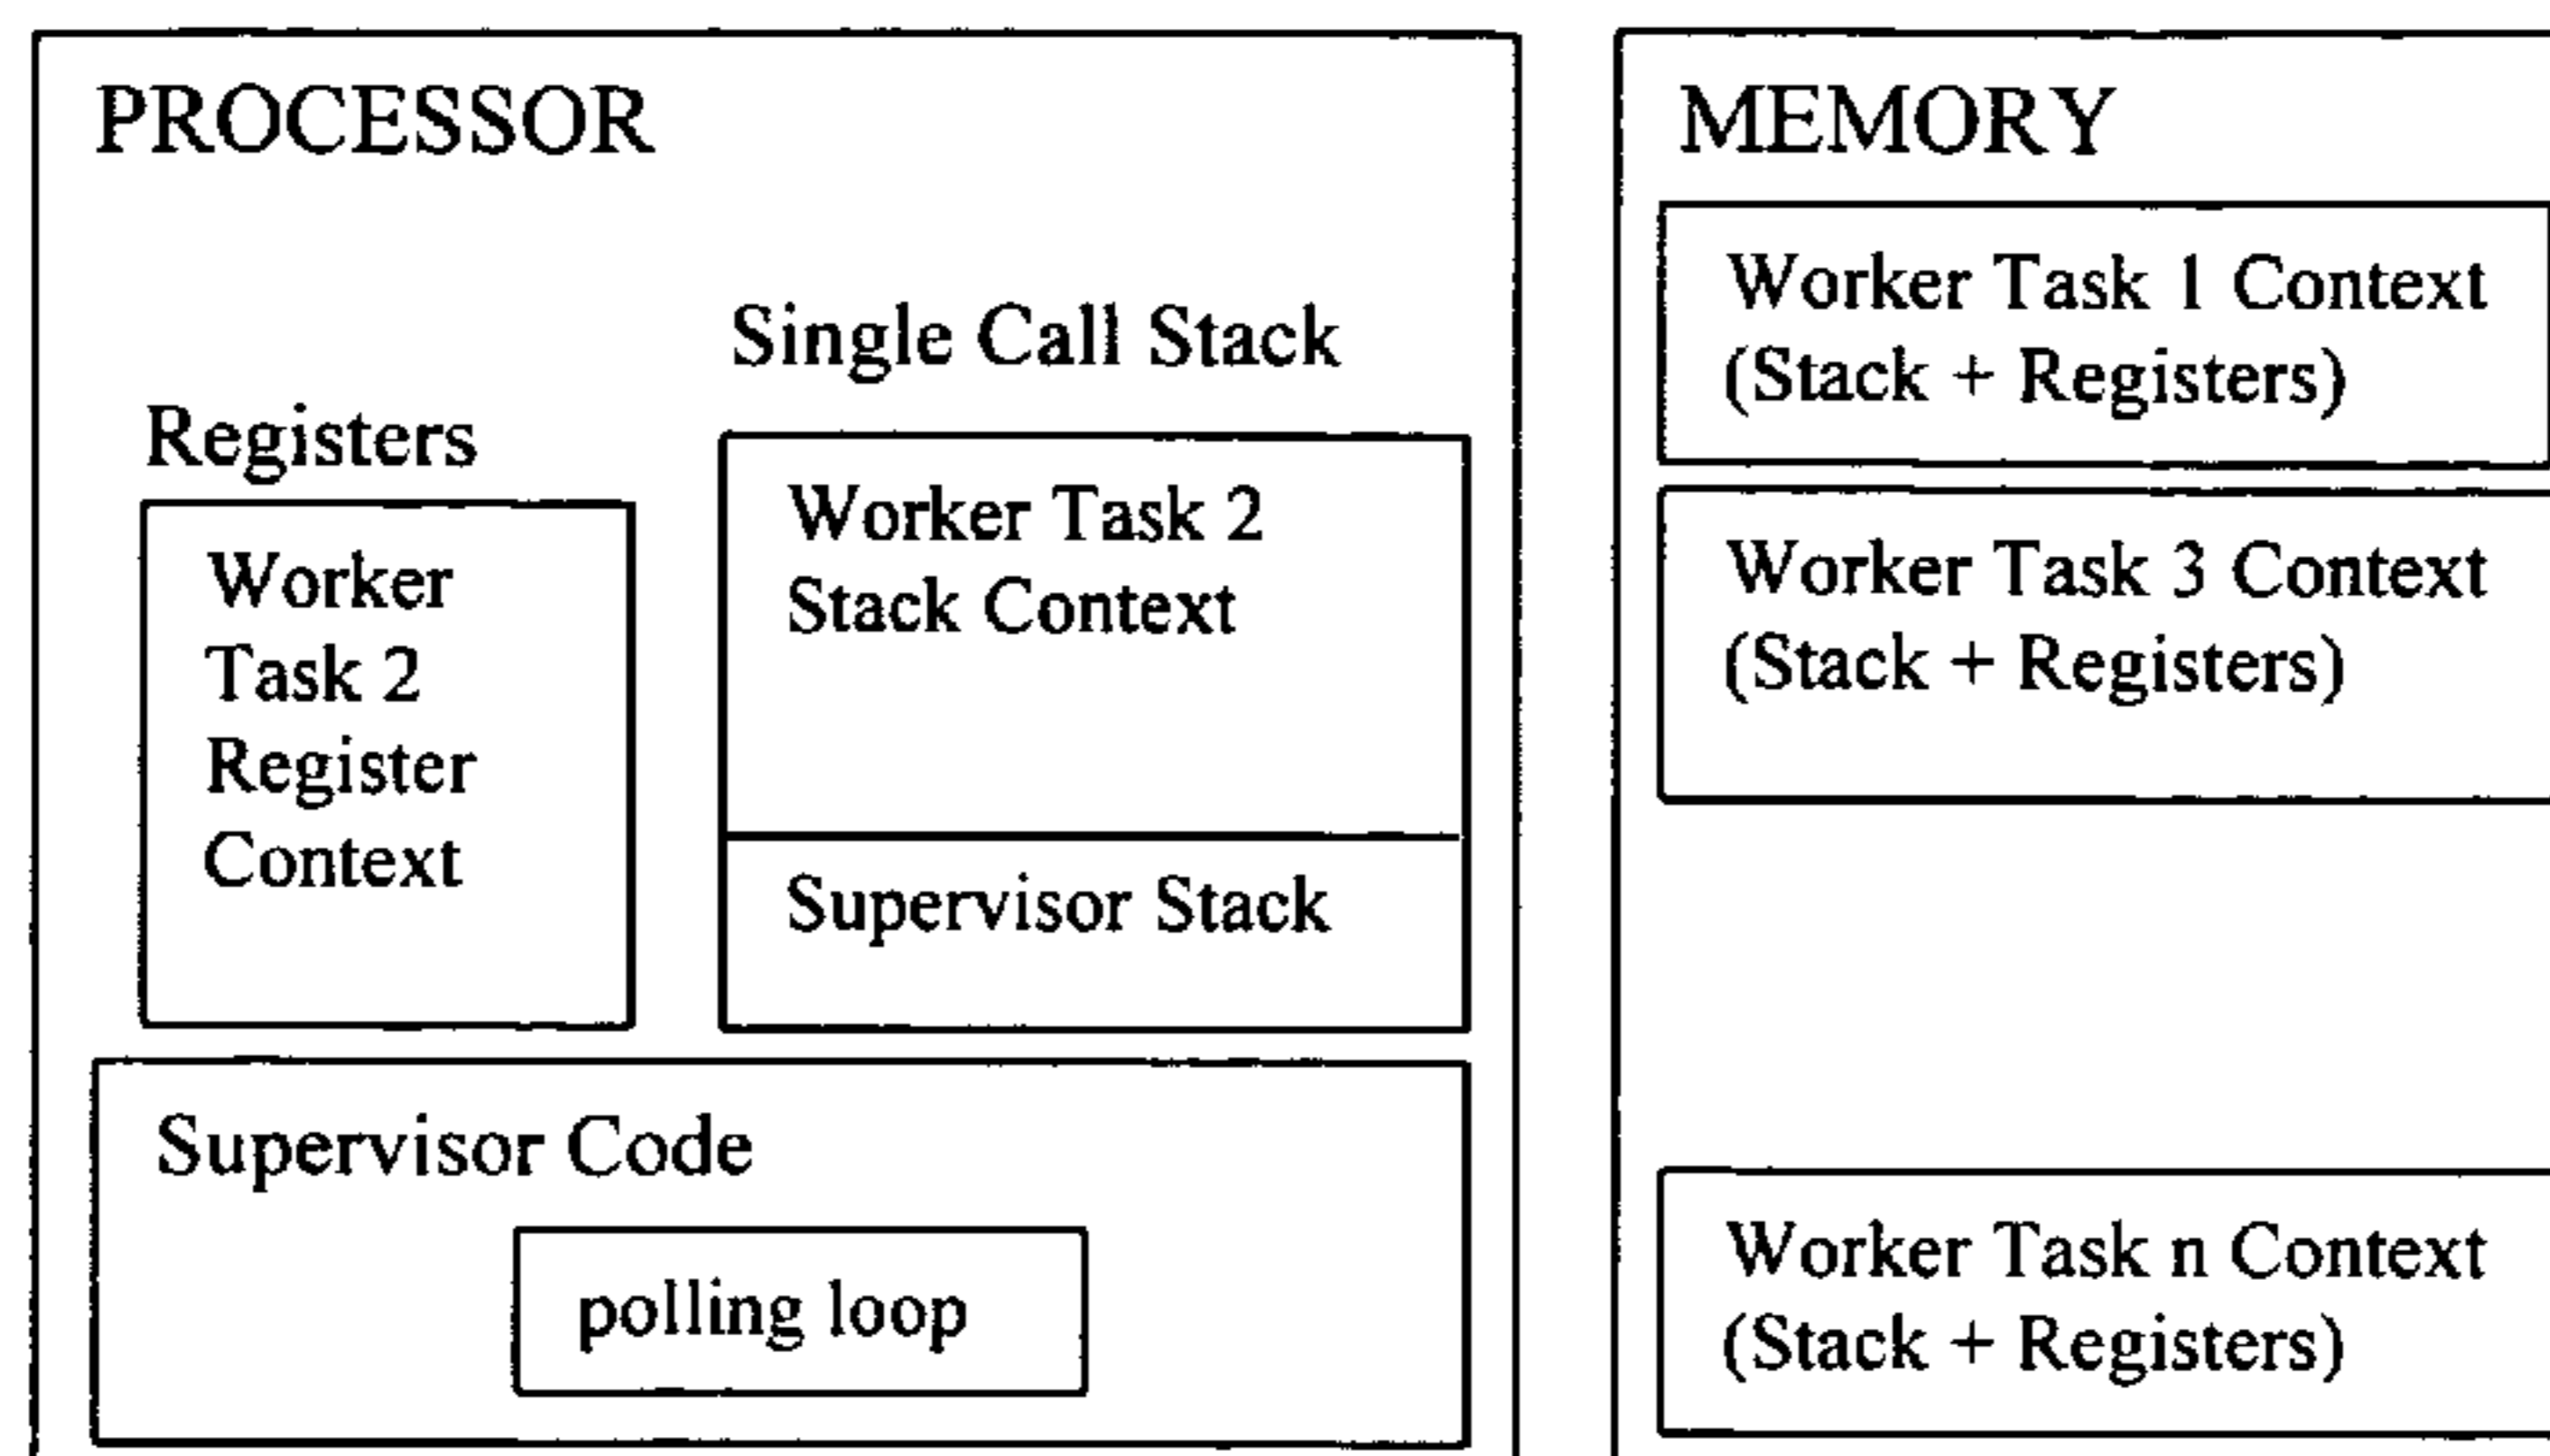 PROCESSOR
Single Call Stack
Registers
Worker
Task 2
Register
Context
Worker Task 2
Stack Context
Supervisor Stack
Supervisor Code
polling loop
MEMORY
Worker Task 1 Context
(Stack + Registers)
Worker Task 3 Context
(Stack + Registers)
Worker Task n Context
(Stack + Registers)